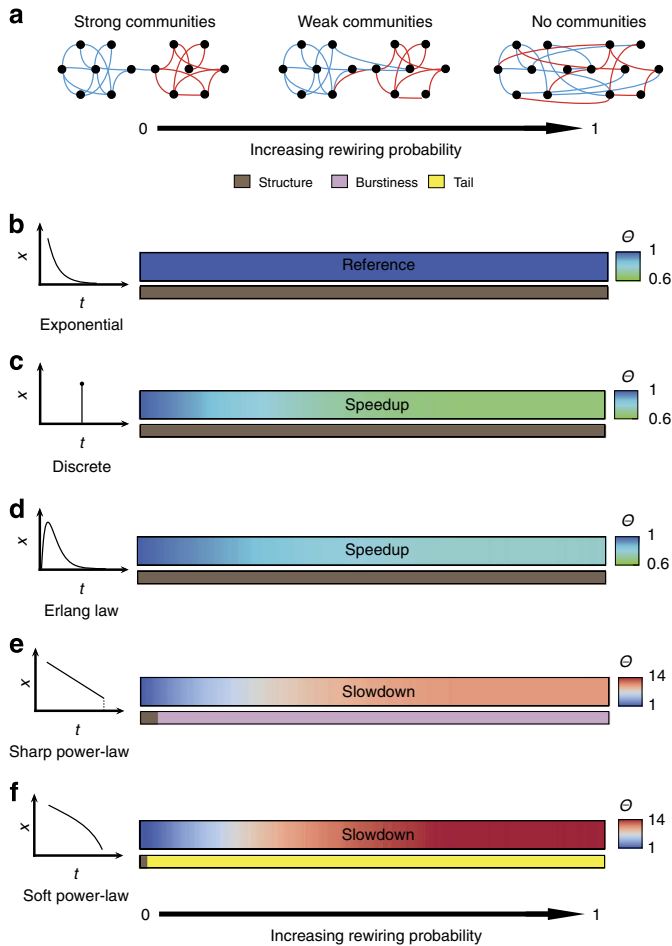 a
Strong communities Weak communities No communities
0 1
Increasing rewiring probability
Structure Burstiness Tail
b
x
t
Exponential
Reference
Θ
1
0.6
c
x
t
Discrete
Speedup
Θ
1
0.6
d
x
t
Erlang law
Speedup
Θ
1
0.6
e
x
t
Sharp power-law
Slowdown
Θ
14
1
f
x
t
Soft power-law
Slowdown
Θ
14
1
0 1
Increasing rewiring probability